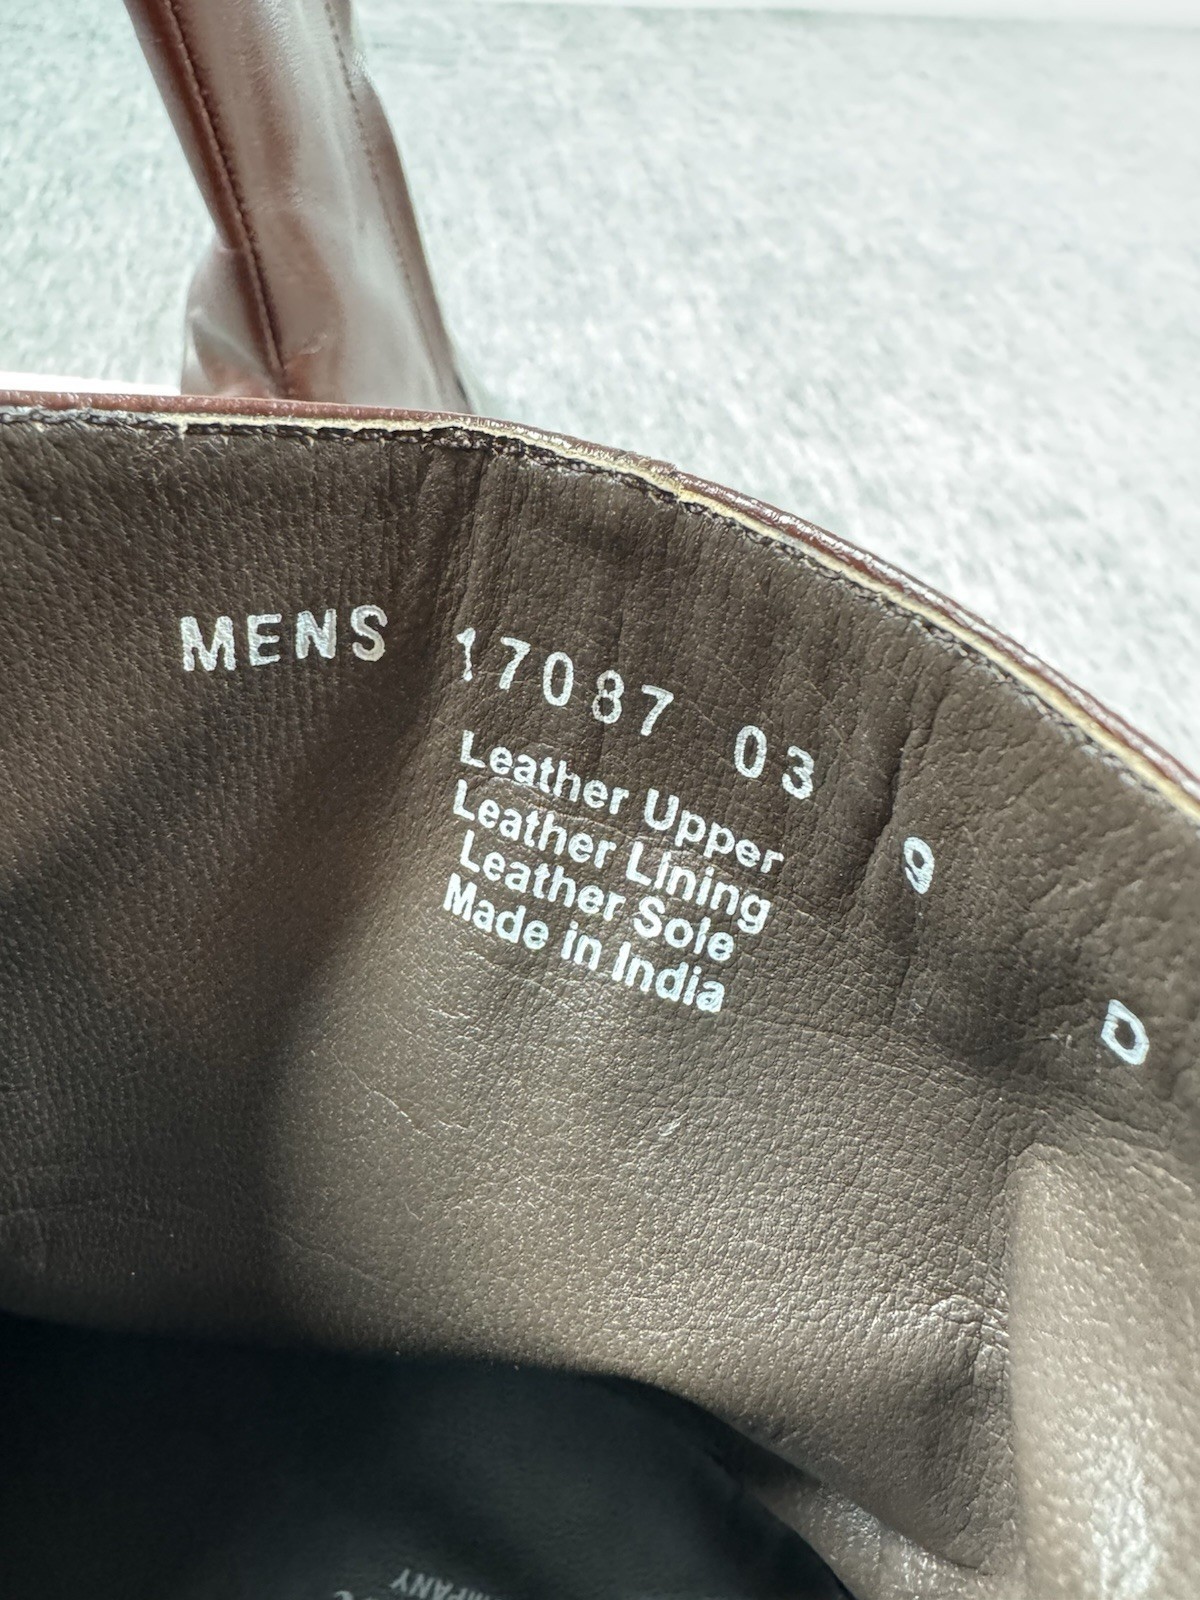 MENS 17087 03 9 D
Leather Upper
Leather Lining
Leather Sole
Made in India